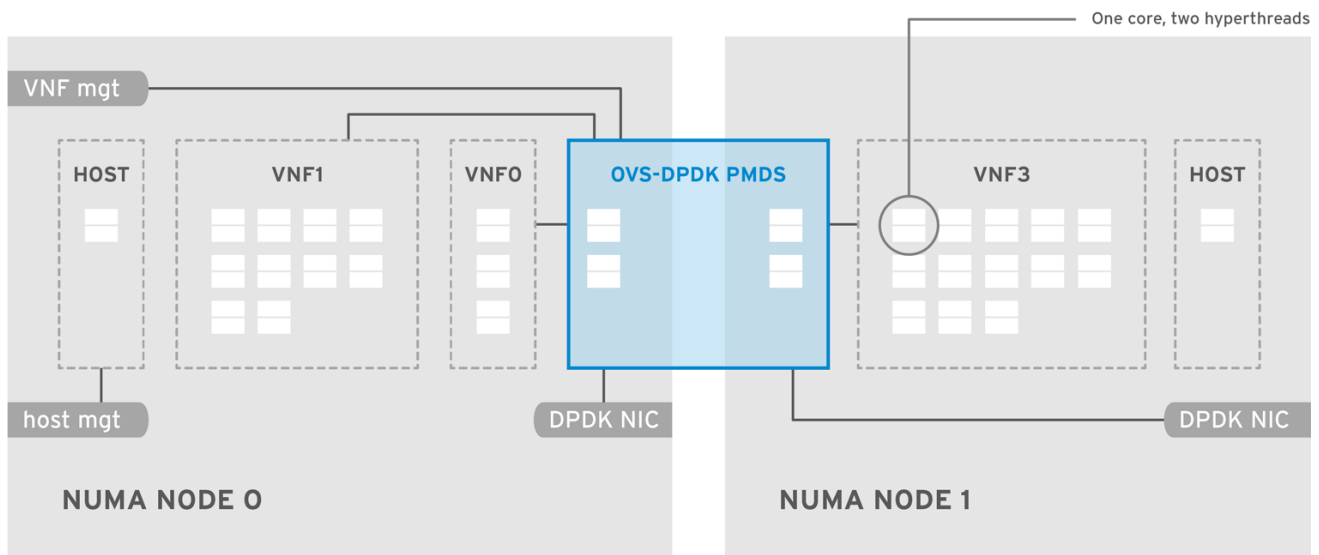 One core, two hyperthreads
VNF mgt
HOST
VNF1
VNF0
OVS-DPDK PMDS
VNF3
HOST
host mgt
DPDK NIC
DPDK NIC
NUMA NODE 0
NUMA NODE 1